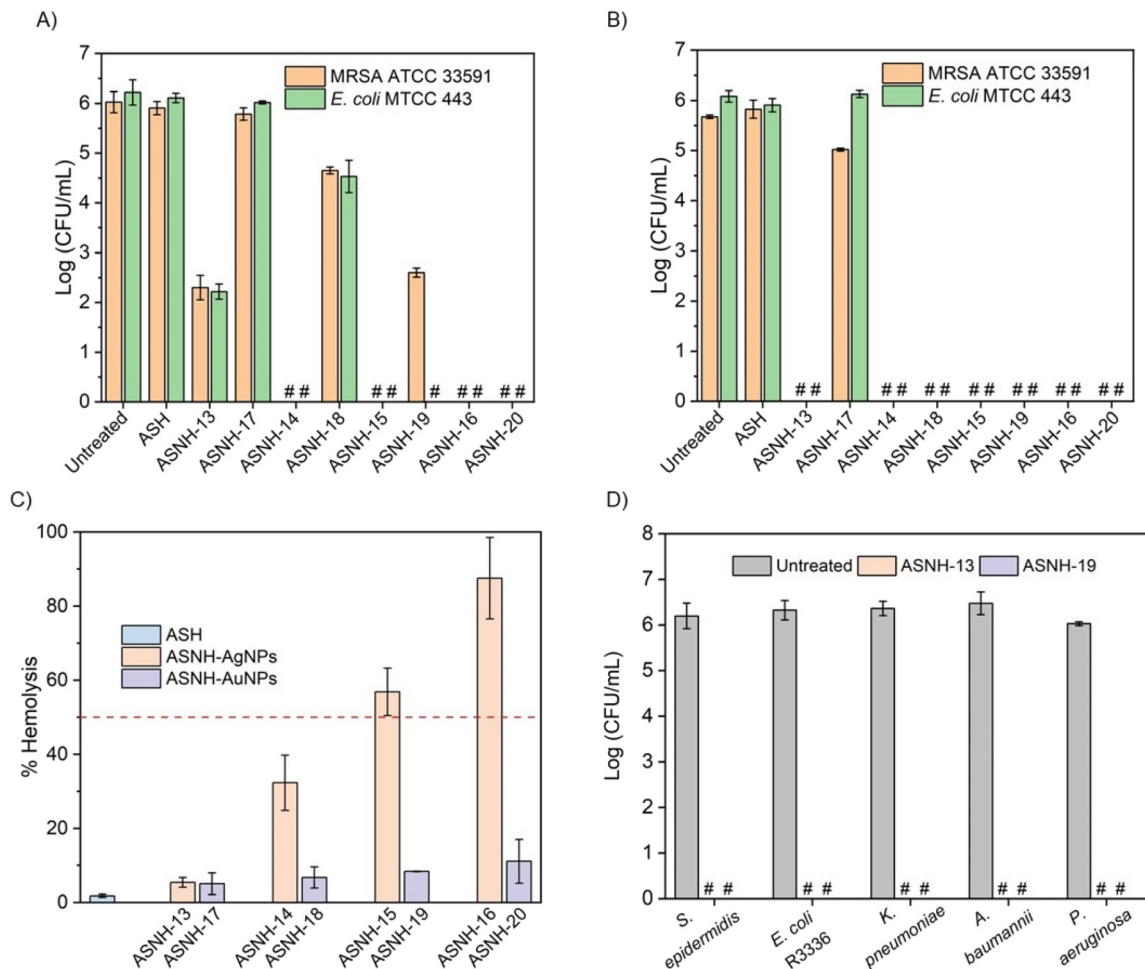 A)
MRSA ATCC 33591
E. coli MTCC 443
Log (CFU/mL)
7
6
5
4
3
2
1
0
# #
# #
#
# #
# #
Untreated
ASH
ASNH-13
ASNH-17
ASNH-14
ASNH-18
ASNH-15
ASNH-19
ASNH-16
ASNH-20
B)
MRSA ATCC 33591
E. coli MTCC 443
Log (CFU/mL)
7
6
5
4
3
2
1
0
# #
# #
# #
# #
# #
# #
# #
Untreated
ASH
ASNH-13
ASNH-17
ASNH-14
ASNH-18
ASNH-15
ASNH-19
ASNH-16
ASNH-20
C)
ASH
ASNH-AgNPs
ASNH-AuNPs
% Hemolysis
100
80
60
40
20
0
ASNH-13
ASNH-17
ASNH-14
ASNH-18
ASNH-15
ASNH-19
ASNH-16
ASNH-20
D)
Untreated
ASNH-13
ASNH-19
Log (CFU/mL)
8
7
6
5
4
3
2
1
0
# #
# #
# #
# #
# #
S.
epidermidis
E. coli
R3336
K.
pneumoniae
A.
baumannii
P.
aeruginosa